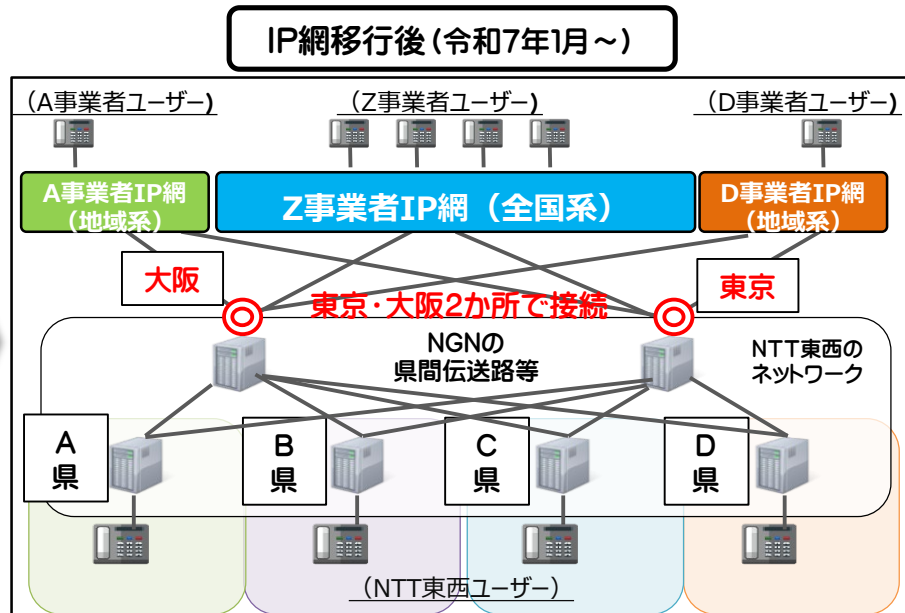 IP網移行後(令和7年1月~)
(A事業者ユーザー)
(Z事業者ユーザー)
(D事業者ユーザー)
A事業者IP網
(地域系)
Z事業者IP網(全国系)
D事業者IP網
(地域系)
大阪
東京・大阪2か所で接続
東京
NGNの
県間伝送路等
NTT東西の
ネットワーク
A
県
B
県
C
県
D
県
(NTT東西ユーザー)